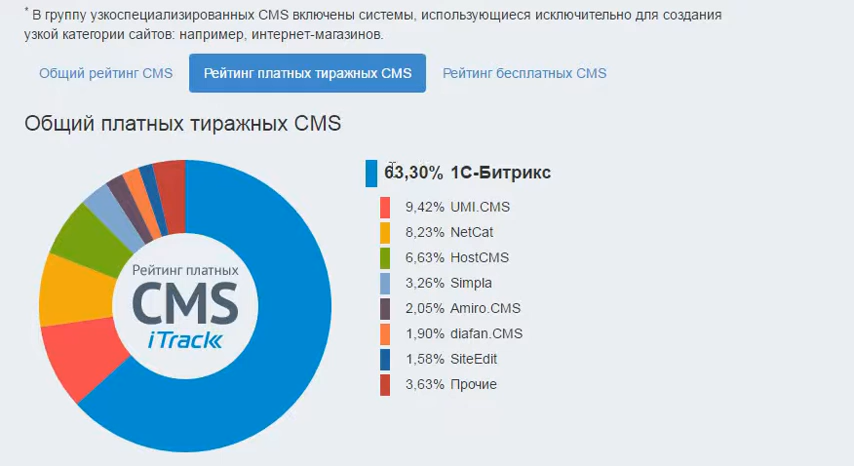 * В группу узкоспециализированных CMS включены системы, использующиеся исключительно для создания
узкой категории сайтов: например, интернет-магазинов.
Общий рейтинг CMS
Рейтинг платных тиражных CMS
Рейтинг бесплатных CMS
Общий платных тиражных CMS
Рейтинг платных
CMS
iTrack
63,30% 1С-Битрикс
9,42% UMI.CMS
8,23% NetCat
6,63% HostCMS
3,26% Simpla
2,05% Amiro.CMS
1,90% diafan.CMS
1,58% SiteEdit
3,63% Прочие